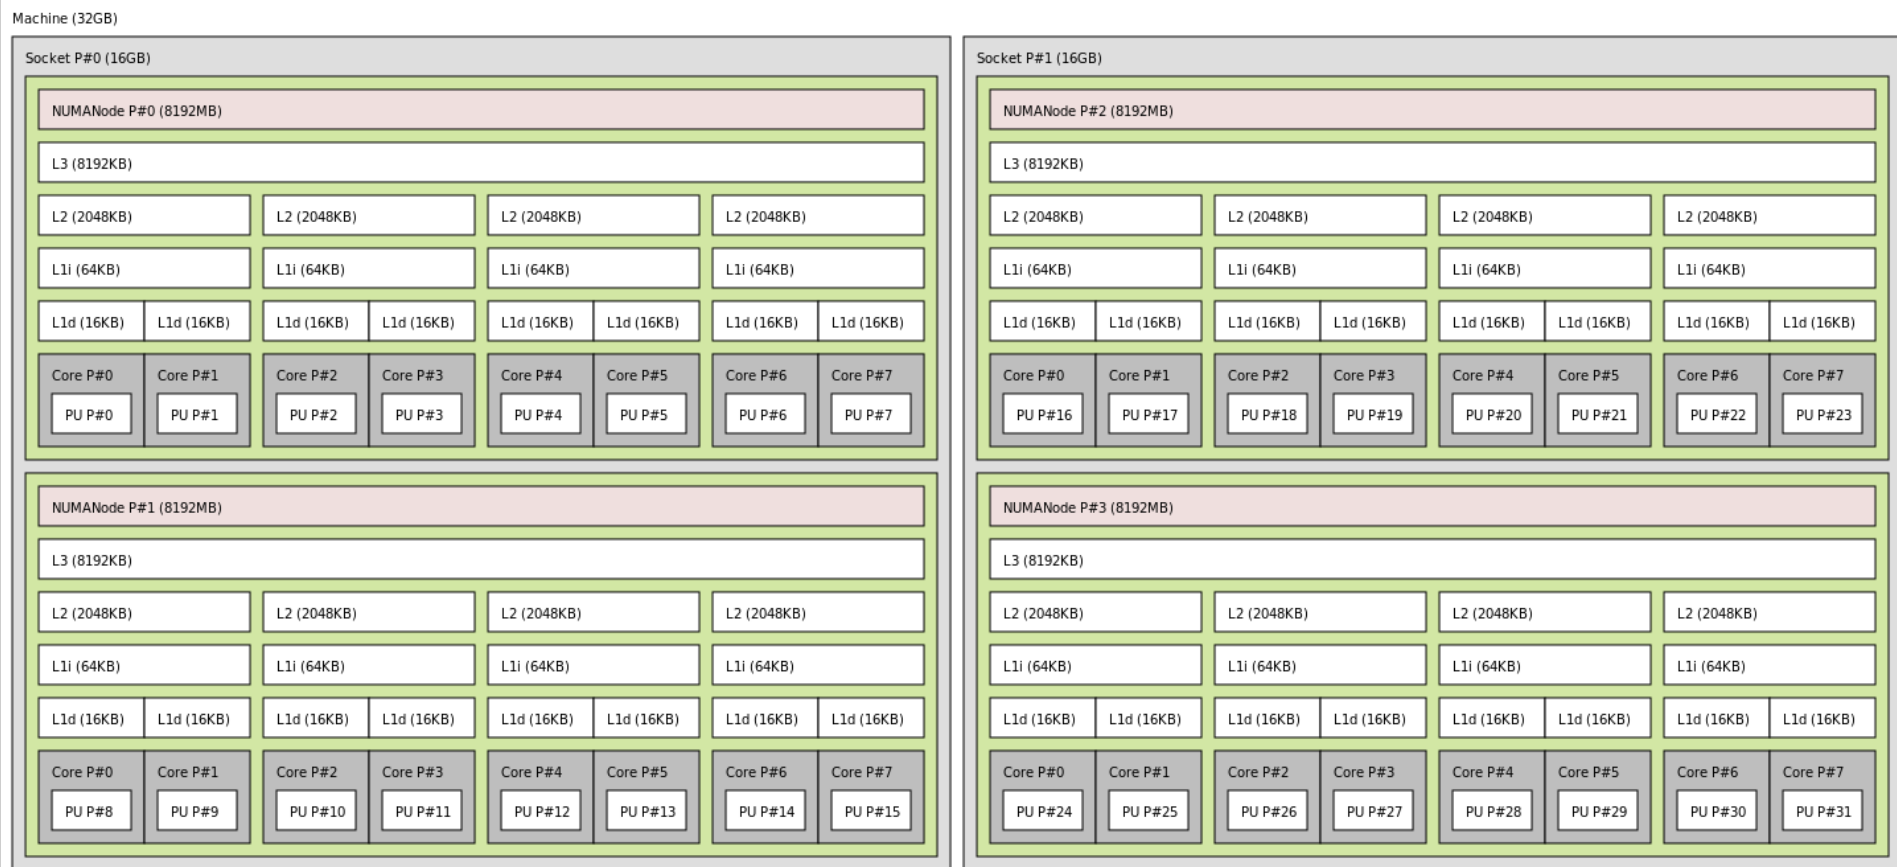 Machine (32GB)
Socket P#0 (16GB)
NUMANode P#0 (8192MB)
L3 (8192KB)
L2 (2048KB) L2 (2048KB) L2 (2048KB) L2 (2048KB)
L1i (64KB) L1i (64KB) L1i (64KB) L1i (64KB)
L1d (16KB) L1d (16KB) L1d (16KB) L1d (16KB) L1d (16KB) L1d (16KB) L1d (16KB) L1d (16KB)
Core P#0 Core P#1 Core P#2 Core P#3 Core P#4 Core P#5 Core P#6 Core P#7
PU P#0 PU P#1 PU P#2 PU P#3 PU P#4 PU P#5 PU P#6 PU P#7
NUMANode P#1 (8192MB)
L3 (8192KB)
L2 (2048KB) L2 (2048KB) L2 (2048KB) L2 (2048KB)
L1i (64KB) L1i (64KB) L1i (64KB) L1i (64KB)
L1d (16KB) L1d (16KB) L1d (16KB) L1d (16KB) L1d (16KB) L1d (16KB) L1d (16KB) L1d (16KB)
Core P#0 Core P#1 Core P#2 Core P#3 Core P#4 Core P#5 Core P#6 Core P#7
PU P#8 PU P#9 PU P#10 PU P#11 PU P#12 PU P#13 PU P#14 PU P#15
Socket P#1 (16GB)
NUMANode P#2 (8192MB)
L3 (8192KB)
L2 (2048KB) L2 (2048KB) L2 (2048KB) L2 (2048KB)
L1i (64KB) L1i (64KB) L1i (64KB) L1i (64KB)
L1d (16KB) L1d (16KB) L1d (16KB) L1d (16KB) L1d (16KB) L1d (16KB) L1d (16KB) L1d (16KB)
Core P#0 Core P#1 Core P#2 Core P#3 Core P#4 Core P#5 Core P#6 Core P#7
PU P#16 PU P#17 PU P#18 PU P#19 PU P#20 PU P#21 PU P#22 PU P#23
NUMANode P#3 (8192MB)
L3 (8192KB)
L2 (2048KB) L2 (2048KB) L2 (2048KB) L2 (2048KB)
L1i (64KB) L1i (64KB) L1i (64KB) L1i (64KB)
L1d (16KB) L1d (16KB) L1d (16KB) L1d (16KB) L1d (16KB) L1d (16KB) L1d (16KB) L1d (16KB)
Core P#0 Core P#1 Core P#2 Core P#3 Core P#4 Core P#5 Core P#6 Core P#7
PU P#24 PU P#25 PU P#26 PU P#27 PU P#28 PU P#29 PU P#30 PU P#31